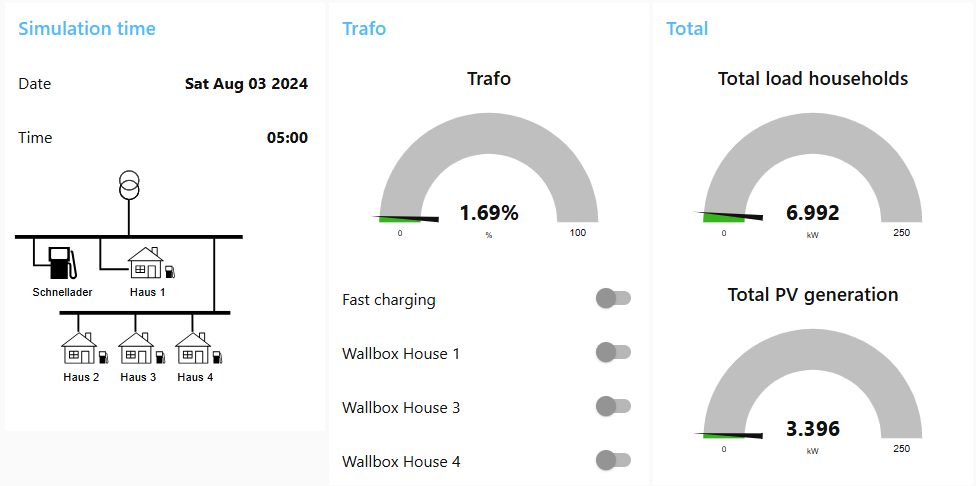 Simulation time
Date Sat Aug 03 2024
Time 05:00
Schnellader Haus 1
Haus 2 Haus 3 Haus 4
Trafo
Trafo
1.69%
0 % 100
Fast charging
Wallbox House 1
Wallbox House 3
Wallbox House 4
Total
Total load households
6.992
0 kW 250
Total PV generation
3.396
0 kW 250